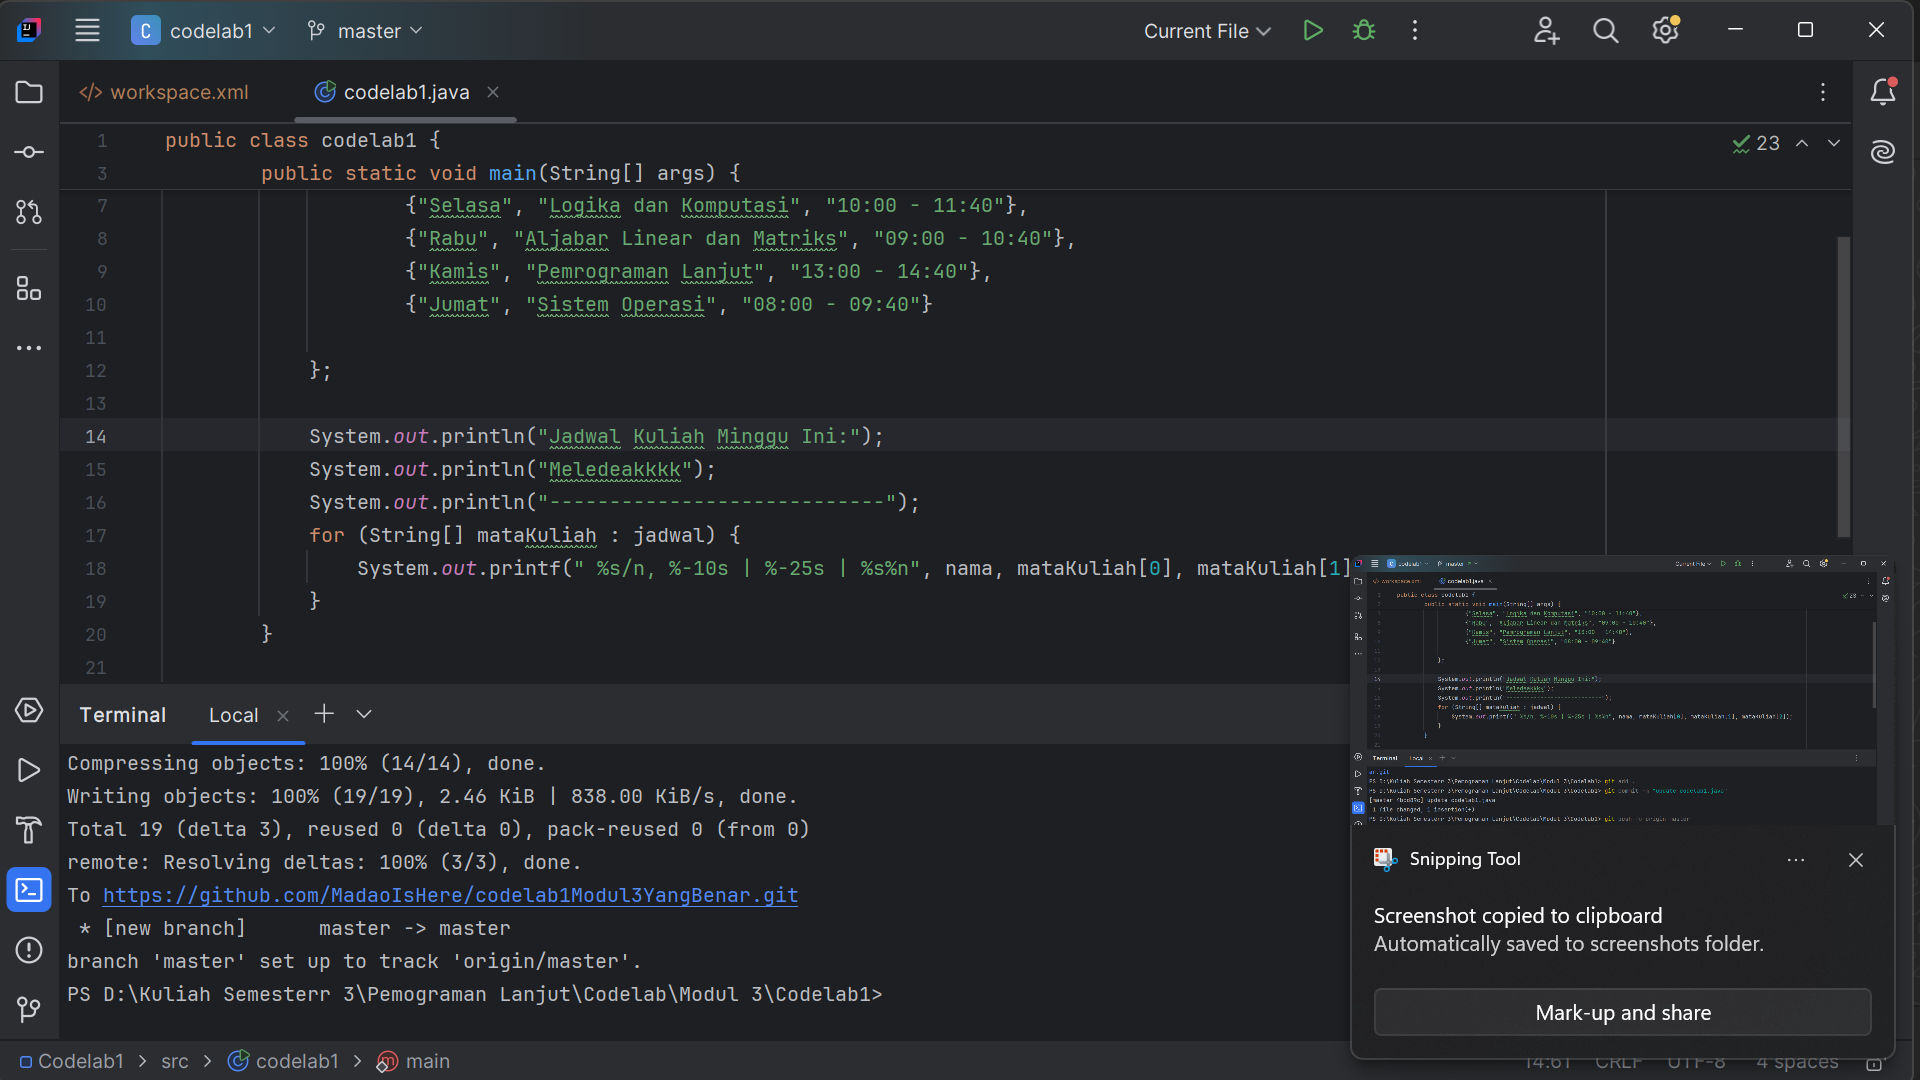 C codelab1 master Current File
</> workspace.xml codelab1.java
1 public class codelab1 { 23
3 public static void main(String[] args) {
7 {"Selasa", "Logika dan Komputasi", "10:00 - 11:40"},
8 {"Rabu", "Aljabar Linear dan Matriks", "09:00 - 10:40"},
9 {"Kamis", "Pemrograman Lanjut", "13:00 - 14:40"},
10 {"Jumat", "Sistem Operasi", "08:00 - 09:40"}
11
12 };
13
14 System.out.println("Jadwal Kuliah Minggu Ini:");
15 System.out.println("Meledeakkkk");
16 System.out.println("----------------------------");
17 for (String[] mataKuliah : jadwal) {
18 System.out.printf(" %s/n, %-10s | %-25s | %s%n", nama, mataKuliah[0], mataKuliah[1]
19 }
20 }
21
Terminal Local
Compressing objects: 100% (14/14), done.
Writing objects: 100% (19/19), 2.46 KiB | 838.00 KiB/s, done.
Total 19 (delta 3), reused 0 (delta 0), pack-reused 0 (from 0)
remote: Resolving deltas: 100% (3/3), done.
To https://github.com/MadaoIsHere/codelab1Modul3YangBenar.git
* [new branch] master -> master
branch 'master' set up to track 'origin/master'.
PS D:\Kuliah Semesterr 3\Pemograman Lanjut\Codelab\Modul 3\Codelab1>
Snipping Tool
Screenshot copied to clipboard
Automatically saved to screenshots folder.
Mark-up and share
Codelab1 > src > codelab1 > main 14:61 CRLF UTF-8 4 spaces